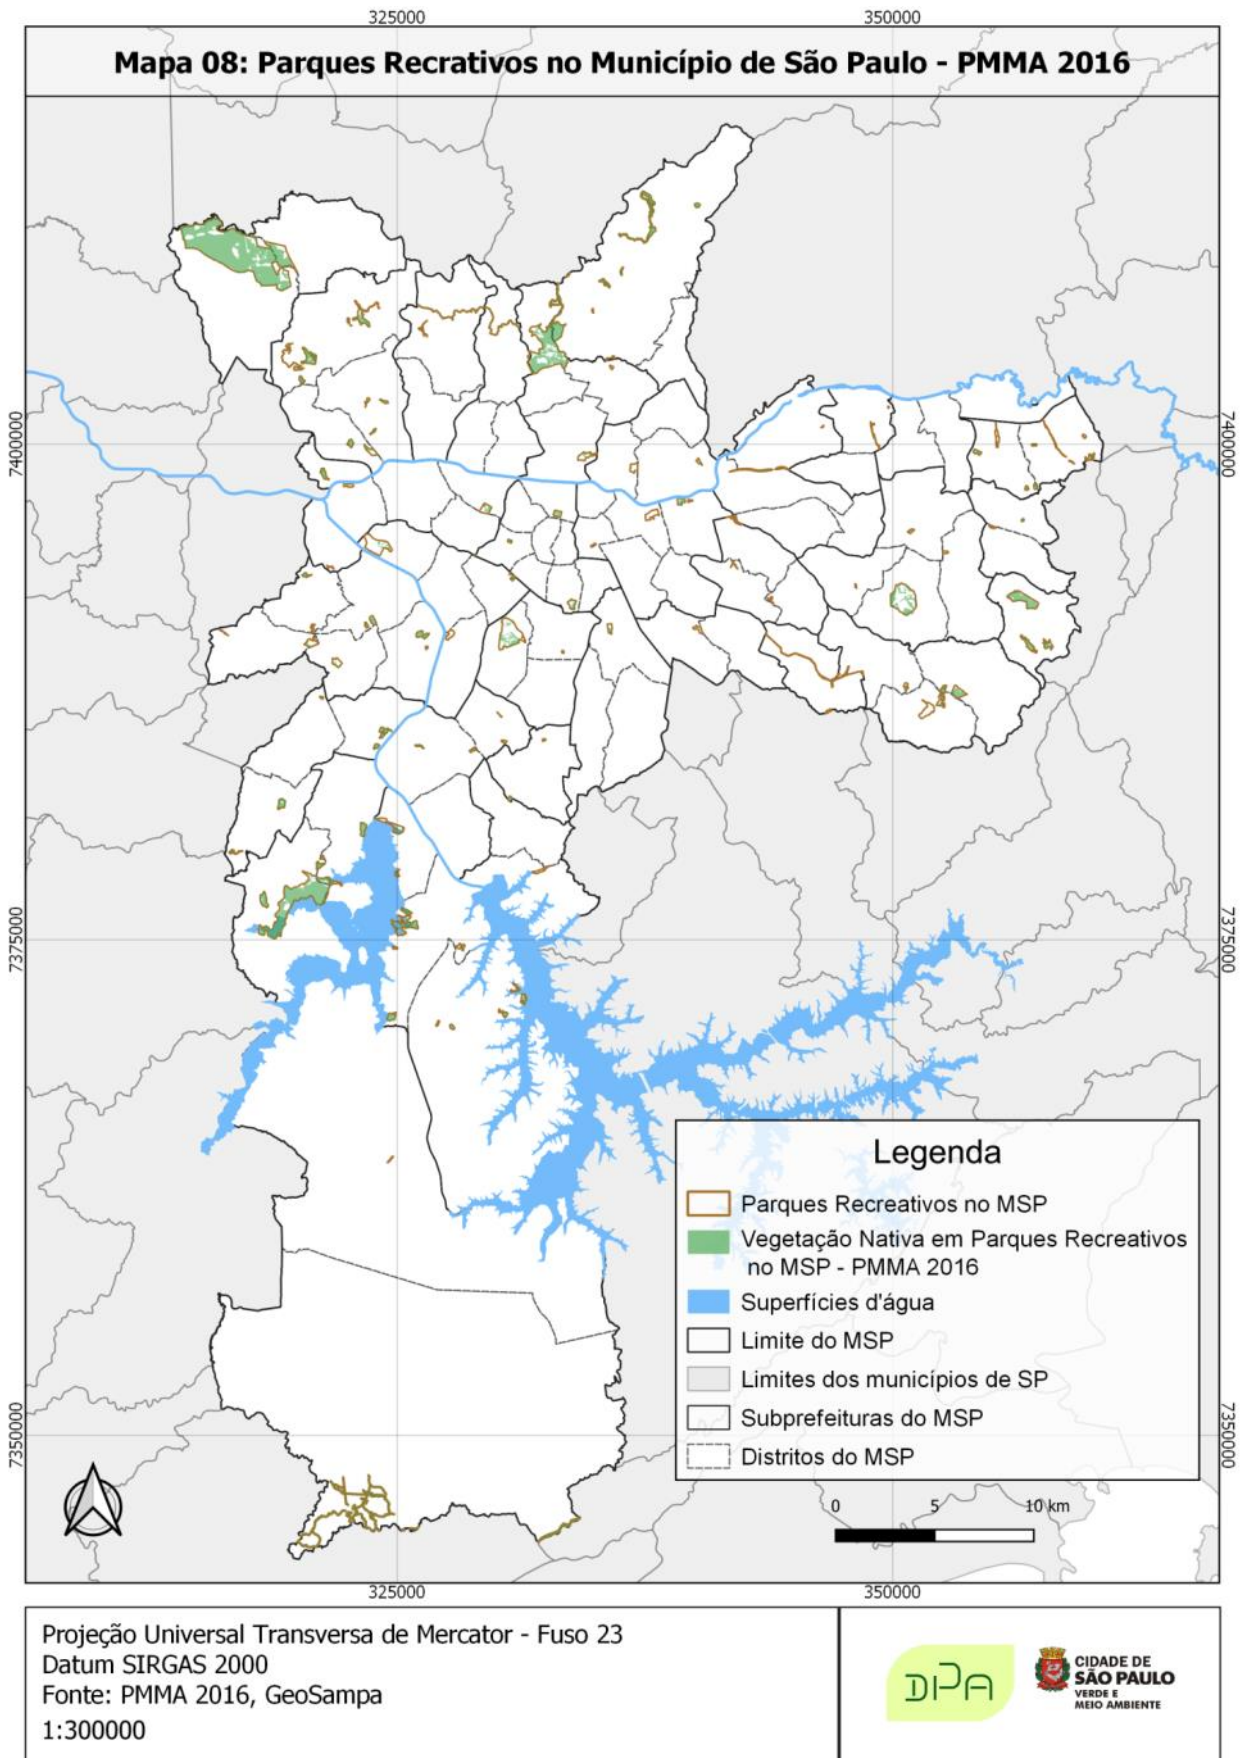 325000
350000
Mapa 08: Parques Recrativos no Município de São Paulo - PMMA 2016
7400000
7400000
7375000
7375000
7350000
7350000
Legenda
Parques Recreativos no MSP
Vegetação Nativa em Parques Recreativos
no MSP - PMMA 2016
Superfícies d'água
Limite do MSP
Limites dos municípios de SP
Subprefeituras do MSP
Distritos do MSP
0
5
10 km
325000
350000
Projeção Universal Transversa de Mercator - Fuso 23
Datum SIRGAS 2000
Fonte: PMMA 2016, GeoSampa
1:300000
DPA
CIDADE DE
SÃO PAULO
VERDE E
MEIO AMBIENTE